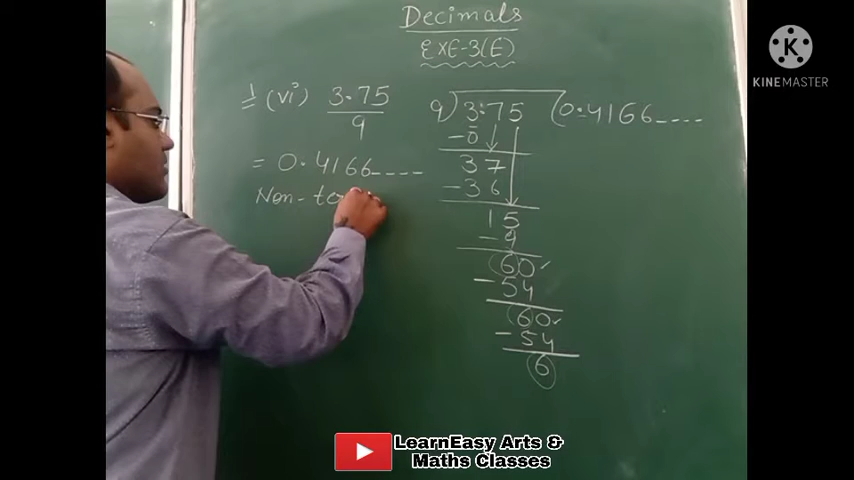 Decimals
EXE-3(E)
1 (vi) 3.75
9
= 0.4166----
Non-te
9)3.75(0.4166----
-0
37
-36
15
-9
60
-54
60
-54
6
KINEMASTER
LearnEasy Arts &
Maths Classes